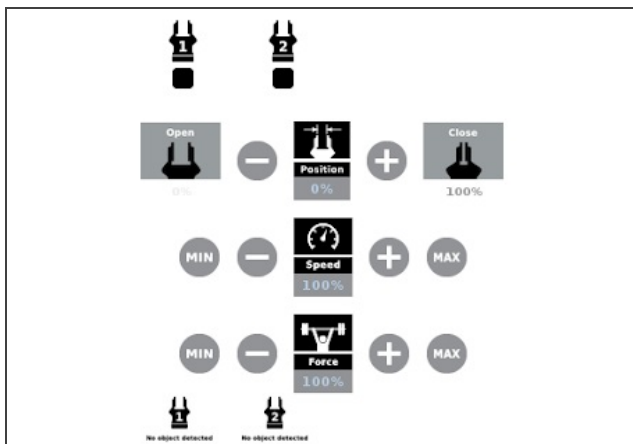 1 2
Open Close
Position
0% 0% 100%
MIN Speed MAX
100%
MIN Force MAX
100%
1 2
No object detected No object detected